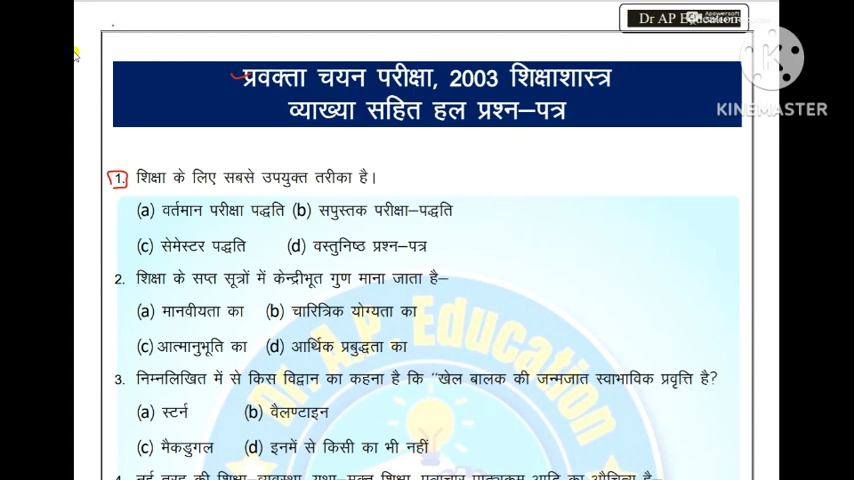 Dr AP Education
KINEMASTER
प्रवक्ता चयन परीक्षा, 2003 शिक्षाशास्त्र
व्याख्या सहित हल प्रश्न–पत्र
1. शिक्षा के लिए सबसे उपयुक्त तरीका है।
(a) वर्तमान परीक्षा पद्धति (b) सपुस्तक परीक्षा–पद्धति
(c) सेमेस्टर पद्धति (d) वस्तुनिष्ठ प्रश्न–पत्र
2. शिक्षा के सप्त सूत्रों में केन्द्रीभूत गुण माना जाता है–
(a) मानवीयता का (b) चारित्रिक योग्यता का
(c) आत्मानुभूति का (d) आर्थिक प्रबुद्धता का
Dr. A.P. Education
3. निम्नलिखित में से किस विद्वान का कहना है कि "खेल बालक की जन्मजात स्वाभाविक प्रवृत्ति है?
(a) स्टर्न (b) वैलण्टाइन
(c) मैकडुगल (d) इनमें से किसी का भी नहीं